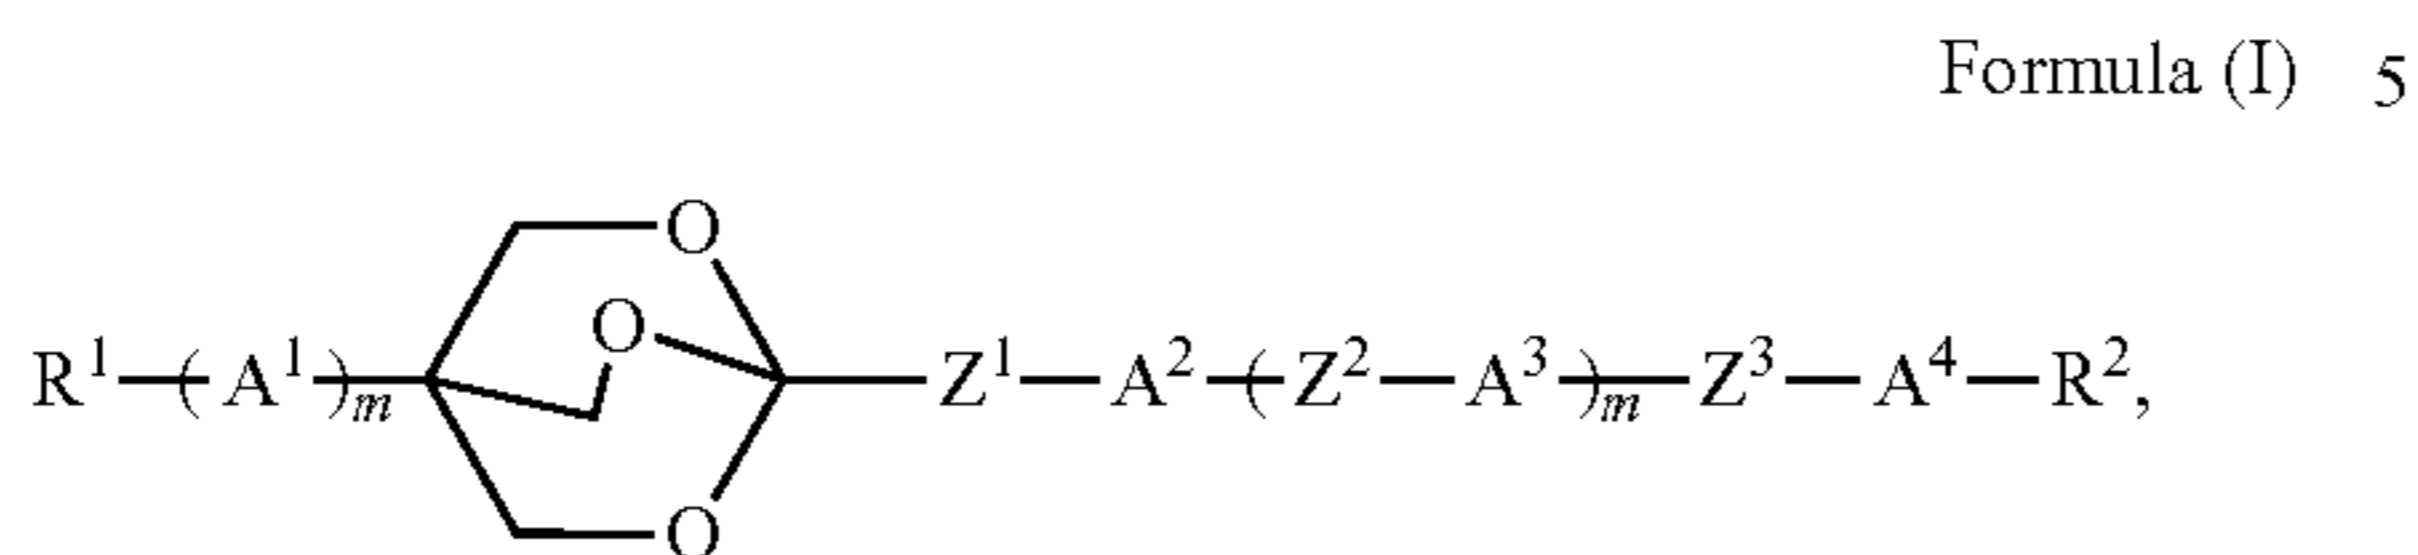 Formula (I) 5
O
O
R¹—(A¹)ₘ—Z¹—A²—(Z²—A³)ₘ—Z³—A⁴—R²,
O